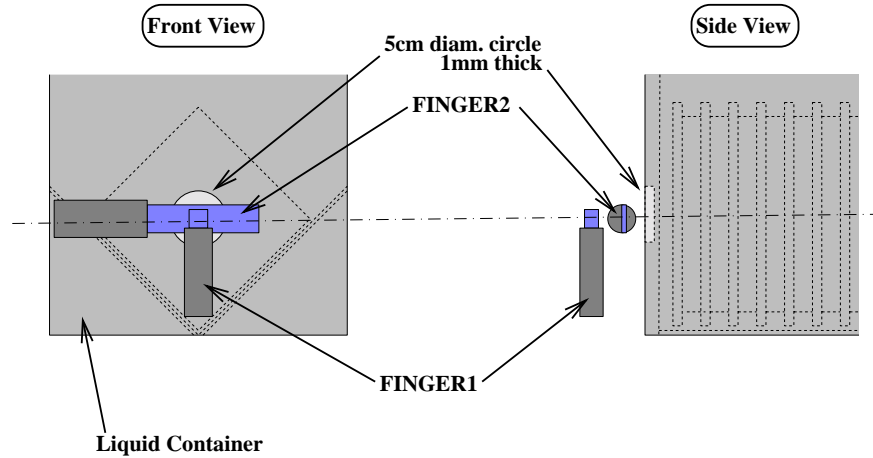 Front View
Side View
5cm diam. circle
1mm thick
FINGER2
FINGER1
Liquid Container